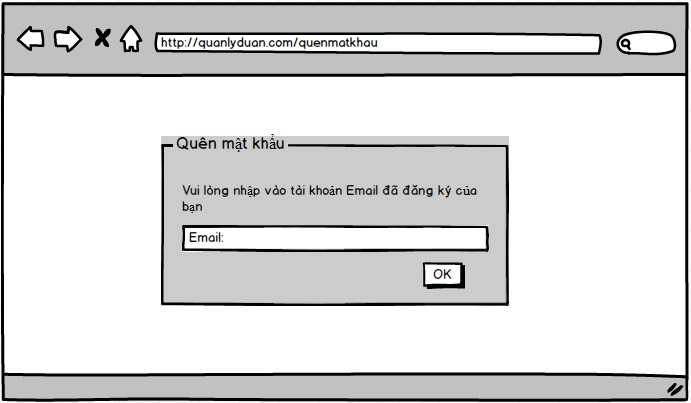 http://quanlyduan.com/quenmatkhau
Quên mật khẩu
Vui lòng nhập vào tài khoản Email đã đăng ký của
bạn
Email:
OK